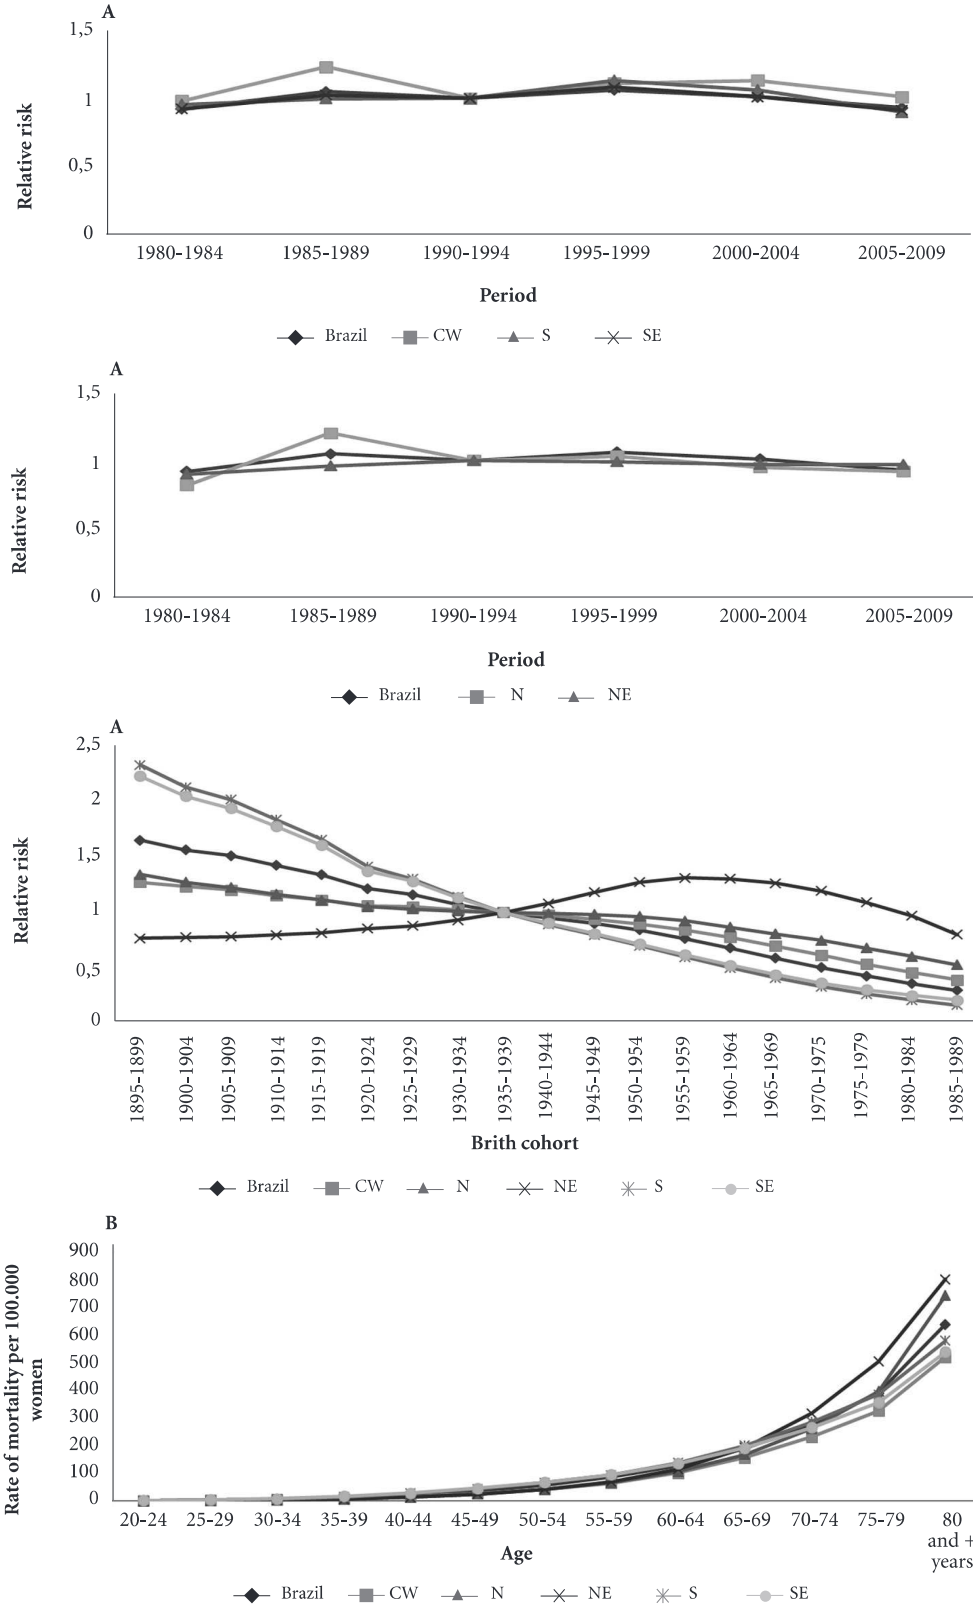 A
1,5
1
0,5
0
Relative risk
1980-1984 1985-1989 1990-1994 1995-1999 2000-2004 2005-2009
Period
Brazil CW S SE
A
1,5
1
0,5
0
Relative risk
1980-1984 1985-1989 1990-1994 1995-1999 2000-2004 2005-2009
Period
Brazil N NE
A
2,5
2
1,5
1
0,5
0
Relative risk
1895-1899 1900-1904 1905-1909 1910-1914 1915-1919 1920-1924 1925-1929 1930-1934 1935-1939 1940-1944 1945-1949 1950-1954 1955-1959 1960-1964 1965-1969 1970-1975 1975-1979 1980-1984 1985-1989
Brith cohort
Brazil CW N NE S SE
B
900
800
700
600
500
400
300
200
100
0
Rate of mortality per 100.000
women
20-24 25-29 30-34 35-39 40-44 45-49 50-54 55-59 60-64 65-69 70-74 75-79 80
and +
years
Age
Brazil CW N NE S SE